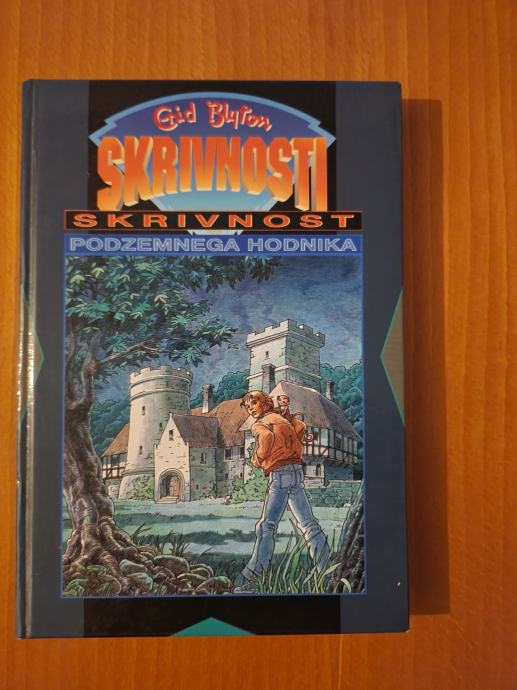 Enid Blyton
SKRIVNOSTI
SKRIVNOST
PODZEMNEGA HODNIKA